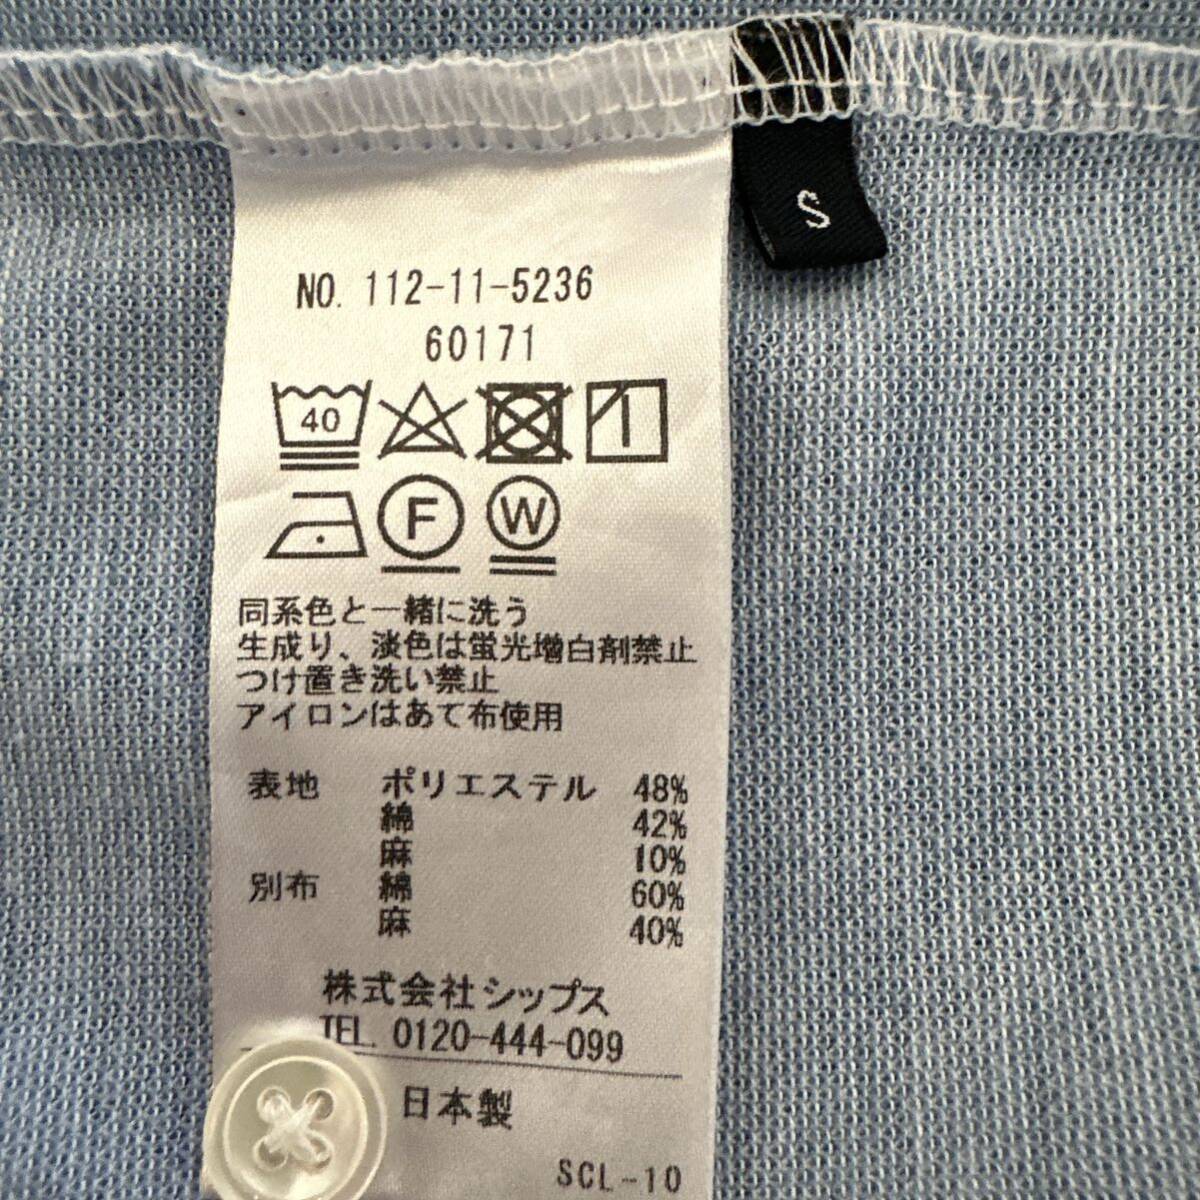 S
NO. 112-11-5236
60171
40
F W
同系色と一緒に洗う
生成り、淡色は蛍光増白剤禁止
つけ置き洗い禁止
アイロンはあて布使用
表地 ポリエステル 48%
綿 42%
麻 10%
別布 綿 60%
麻 40%
株式会社シップス
TEL. 0120-444-099
日本製
SCL-10